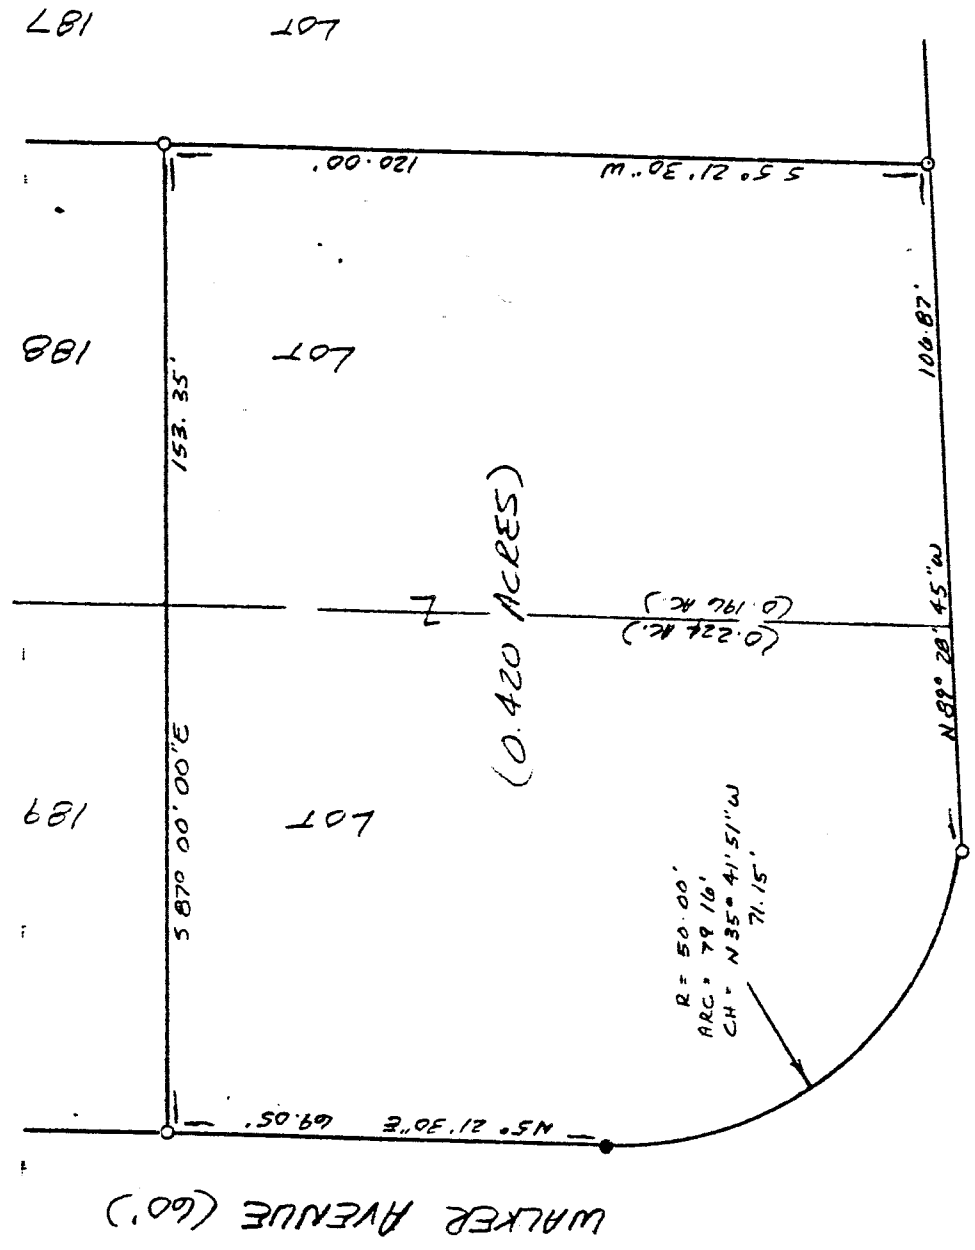 187
LOT
S 5° 21' 30" W
120.00'
188
LOT
153.35'
106.87'
(0.420 ACRES)
(0.196 AC.)
(0.224 AC.)
N 89° 28' 45" W
S 87° 00' 00" E
189
LOT
R = 50.00'
ARC = 79.16'
CH = N 35° 41' 51" W
71.15'
N 5° 21' 30" E
69.05'
WALKER AVENUE (60')